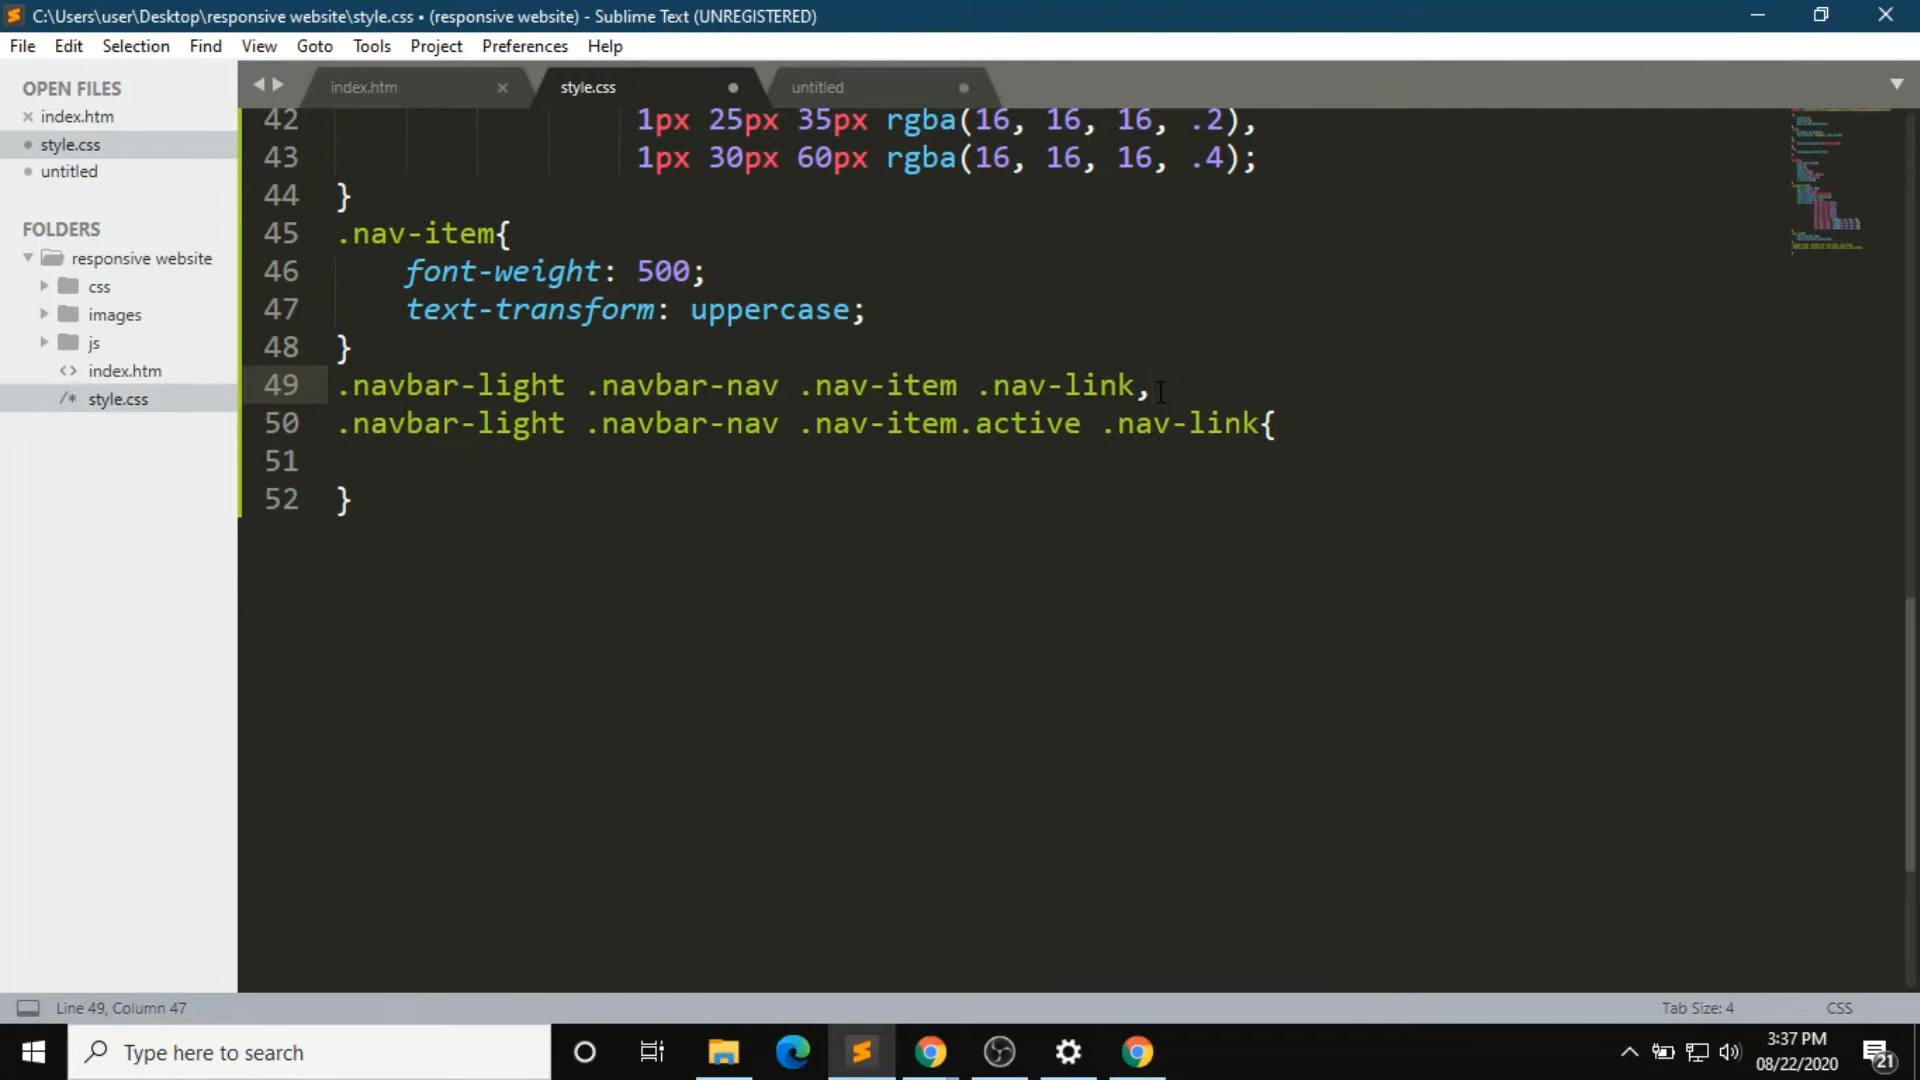 C:\Users\user\Desktop\responsive website\style.css • (responsive website) - Sublime Text (UNREGISTERED)
File Edit Selection Find View Goto Tools Project Preferences Help
OPEN FILES
index.htm
style.css
untitled
FOLDERS
responsive website
css
images
js
index.htm
style.css
index.htm style.css untitled
42 1px 25px 35px rgba(16, 16, 16, .2),
43 1px 30px 60px rgba(16, 16, 16, .4);
44 }
45 .nav-item{
46 font-weight: 500;
47 text-transform: uppercase;
48 }
49 .navbar-light .navbar-nav .nav-item .nav-link,
50 .navbar-light .navbar-nav .nav-item.active .nav-link{
51
52 }
Line 49, Column 47 Tab Size: 4 CSS
Type here to search
3:37 PM
08/22/2020
21